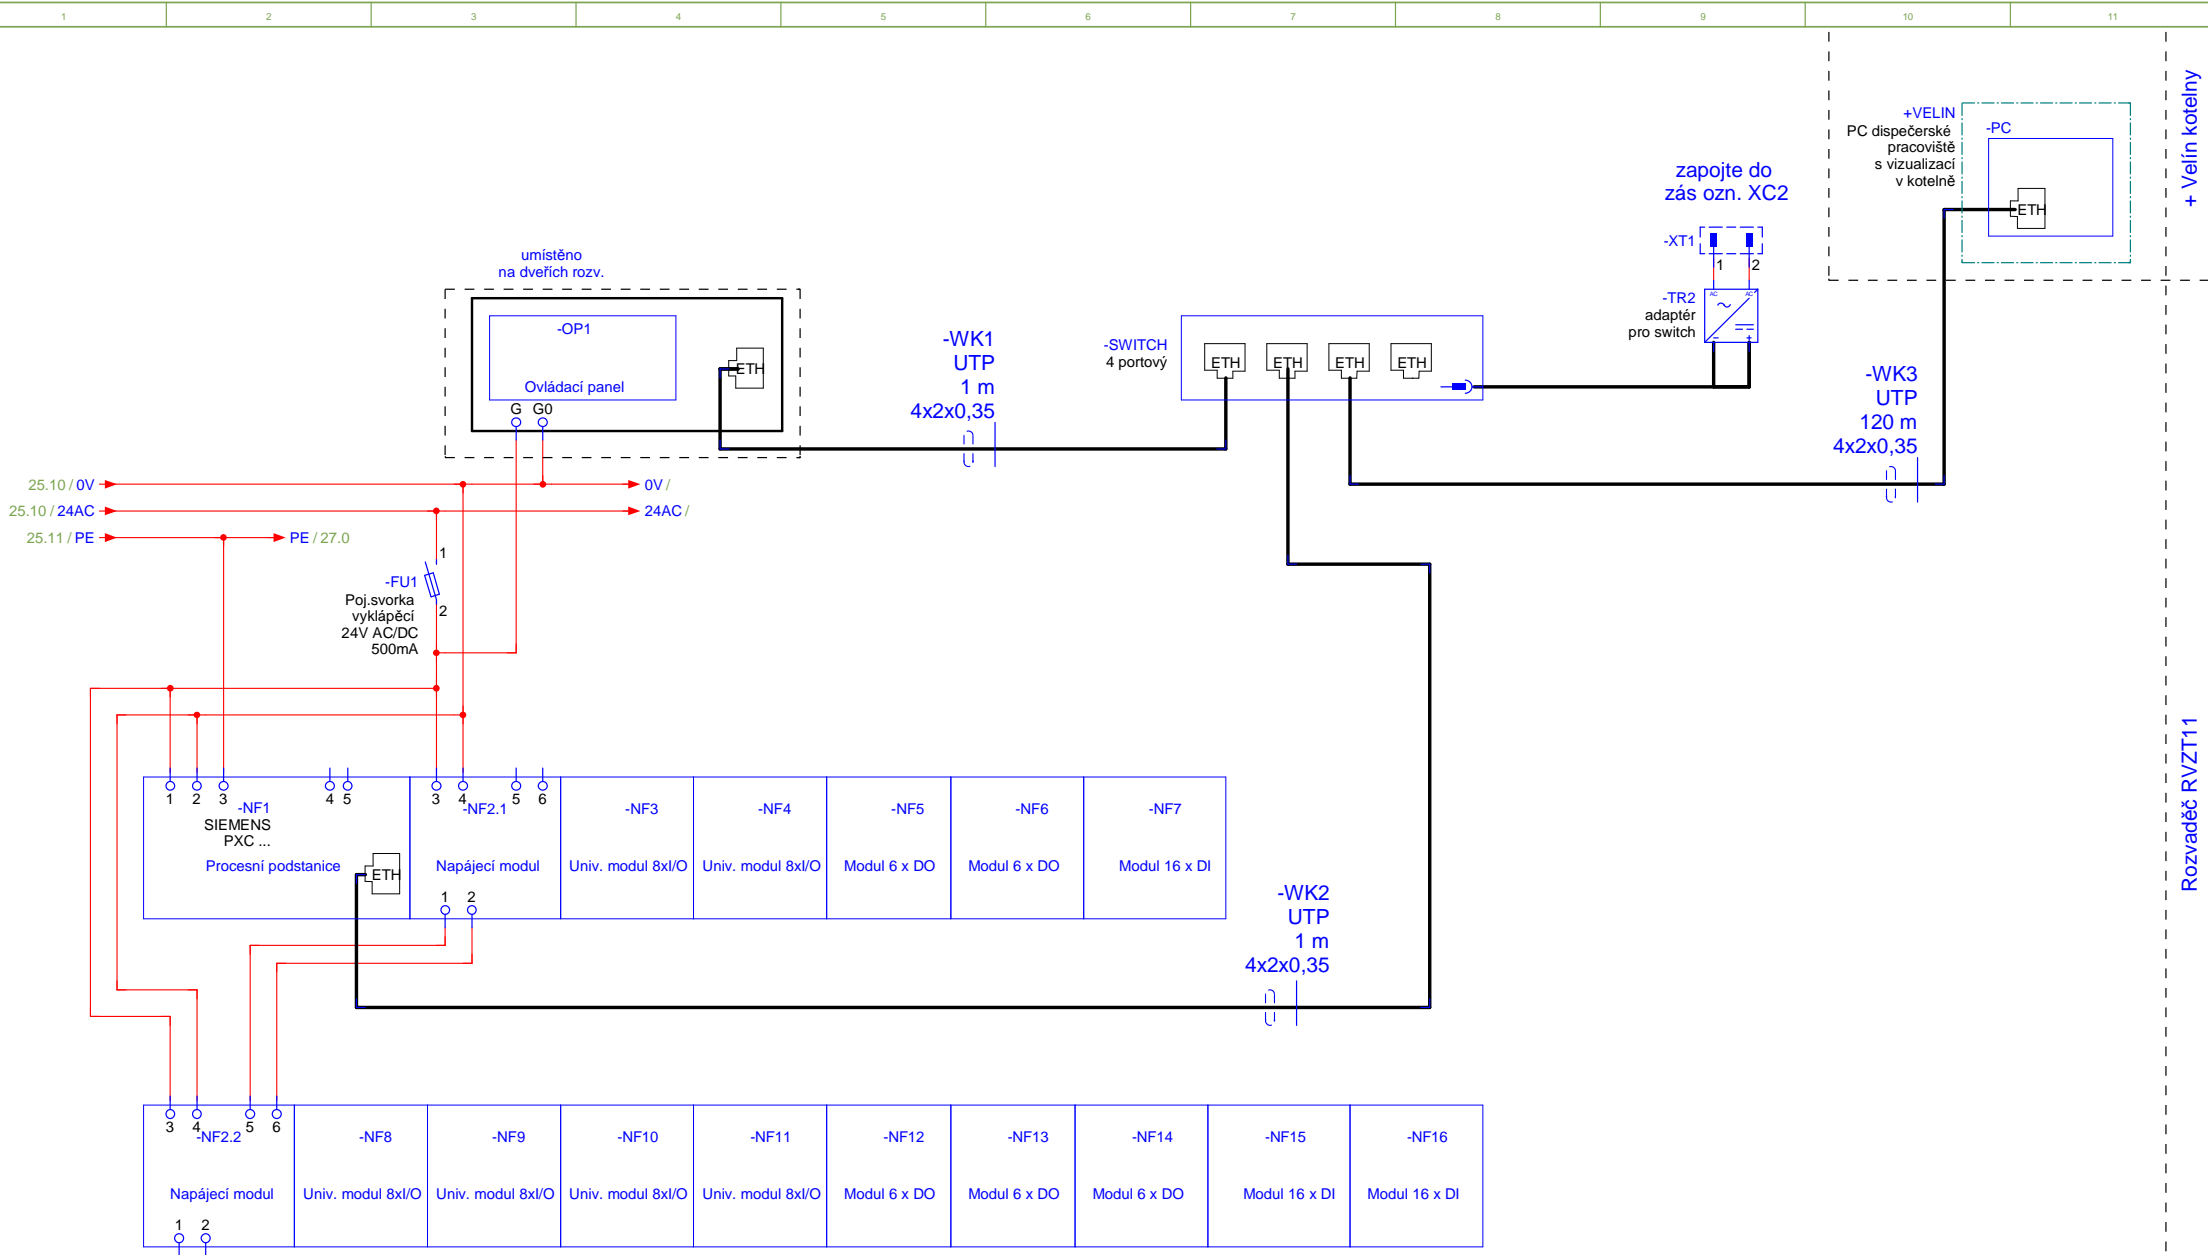 1 2 3 4 5 6 7 8 9 10 11
+ Velín kotelny
+VELIN
PC dispečerské
pracoviště
s vizualizací
v kotelně
-PC
ETH
zapojte do
zás ozn. XC2
-XT1
1 2
-TR2
adaptér
pro switch
AC AC
- +
umístěno
na dveřích rozv.
-OP1
Ovládací panel
G G0
ETH
-WK1
UTP
1 m
4x2x0,35
-SWITCH
4 portový
ETH ETH ETH ETH
-WK3
UTP
120 m
4x2x0,35
25.10 / 0V
0V /
25.10 / 24AC
24AC /
25.11 / PE
PE / 27.0
1
-FU1
Poj.svorka
vyklápěcí
24V AC/DC
500mA
2
Rozvaděč RVZT11
1 2 3 4 5
-NF1
SIEMENS
PXC ...
Procesní podstanice
ETH
3 4 5 6
-NF2.1
Napájecí modul
1 2
-NF3
Univ. modul 8xI/O
-NF4
Univ. modul 8xI/O
-NF5
Modul 6 x DO
-NF6
Modul 6 x DO
-NF7
Modul 16 x DI
-WK2
UTP
1 m
4x2x0,35
3 4 5 6
-NF2.2
Napájecí modul
1 2
-NF8
Univ. modul 8xI/O
-NF9
Univ. modul 8xI/O
-NF10
Univ. modul 8xI/O
-NF11
Univ. modul 8xI/O
-NF12
Modul 6 x DO
-NF13
Modul 6 x DO
-NF14
Modul 6 x DO
-NF15
Modul 16 x DI
-NF16
Modul 16 x DI